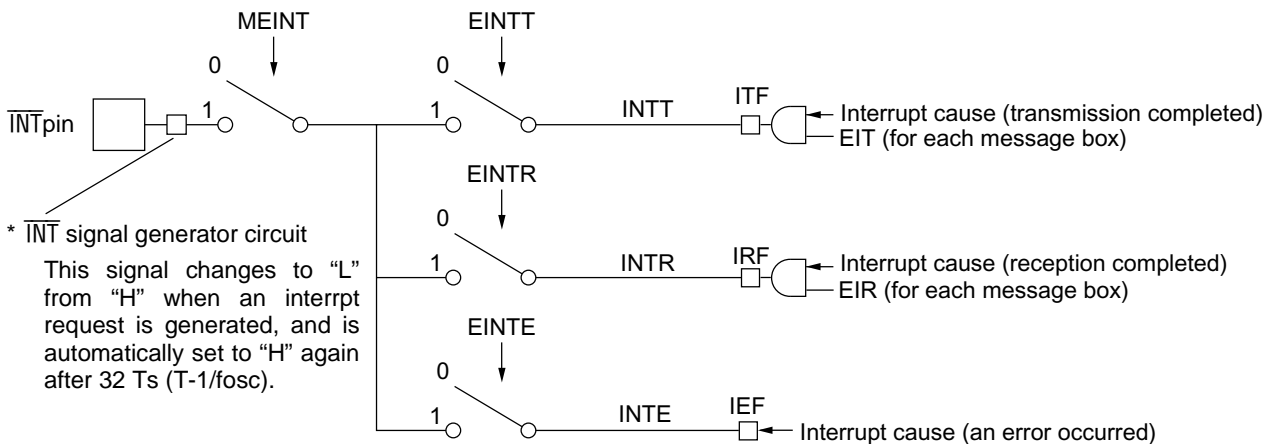 MEINT
EINTT
0
0
INTT
ITF
Interrupt cause (transmission completed)
INT pin
1
1
EIT (for each message box)
EINTR
* INT signal generator circuit
0
This signal changes to “L”
from “H” when an interrpt
request is generated, and is
automatically set to “H” again
after 32 Ts (T-1/fosc).
1
INTR
IRF
Interrupt cause (reception completed)
EIR (for each message box)
EINTE
0
1
INTE
IEF
Interrupt cause (an error occurred)